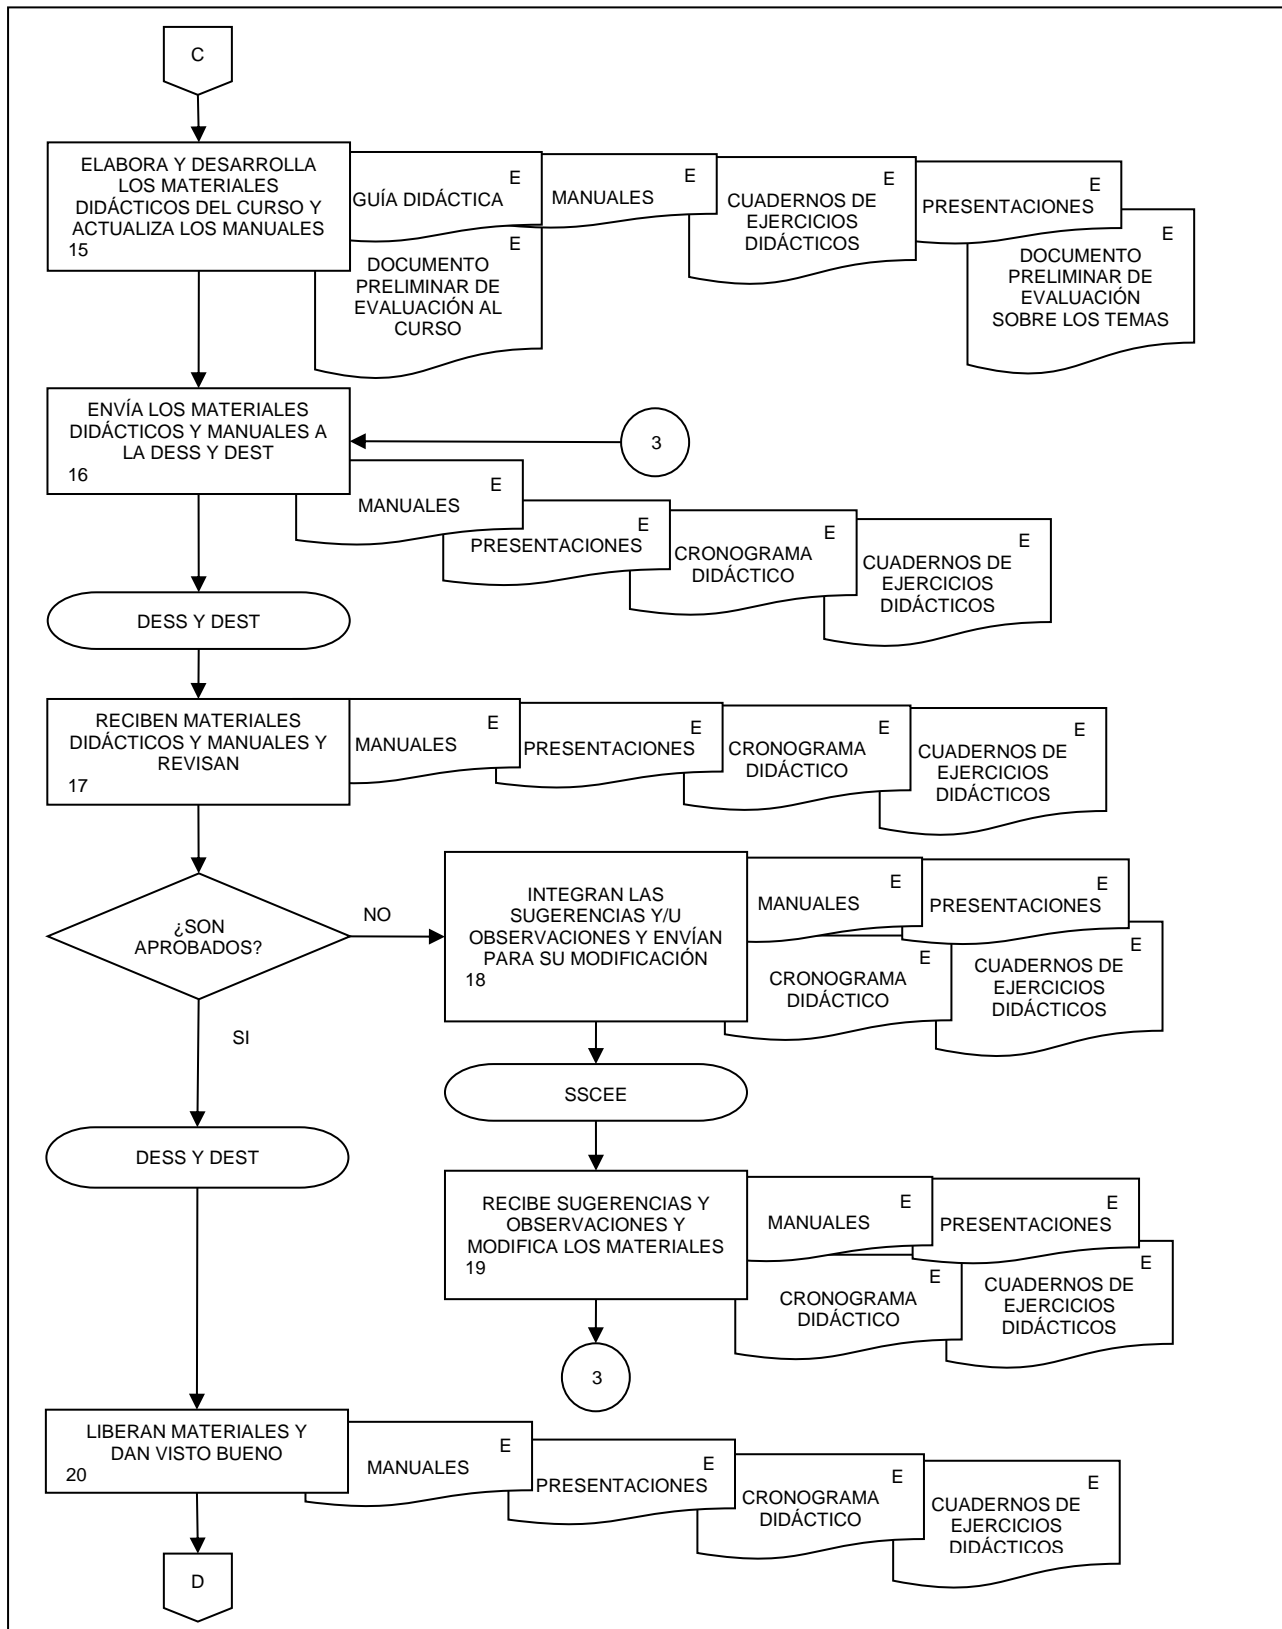 C
ELABORA Y DESARROLLA
LOS MATERIALES
DIDÁCTICOS DEL CURSO Y
ACTUALIZA LOS MANUALES
15
E
GUÍA DIDÁCTICA
E
MANUALES
E
CUADERNOS DE
EJERCICIOS
DIDÁCTICOS
E
PRESENTACIONES
E
DOCUMENTO
PRELIMINAR DE
EVALUACIÓN AL
CURSO
E
DOCUMENTO
PRELIMINAR DE
EVALUACIÓN
SOBRE LOS TEMAS
ENVÍA LOS MATERIALES
DIDÁCTICOS Y MANUALES A
LA DESS Y DEST
16
3
E
MANUALES
E
PRESENTACIONES
E
CRONOGRAMA
DIDÁCTICO
E
CUADERNOS DE
EJERCICIOS
DIDÁCTICOS
DESS Y DEST
RECIBEN MATERIALES
DIDÁCTICOS Y MANUALES Y
REVISAN
17
E
MANUALES
E
PRESENTACIONES
E
CRONOGRAMA
DIDÁCTICO
E
CUADERNOS DE
EJERCICIOS
DIDÁCTICOS
¿SON
APROBADOS?
NO
SI
INTEGRAN LAS
SUGERENCIAS Y/U
OBSERVACIONES Y ENVÍAN
PARA SU MODIFICACIÓN
18
E
MANUALES
E
PRESENTACIONES
E
CRONOGRAMA
DIDÁCTICO
E
CUADERNOS DE
EJERCICIOS
DIDÁCTICOS
SSCEE
DESS Y DEST
RECIBE SUGERENCIAS Y
OBSERVACIONES Y
MODIFICA LOS MATERIALES
19
E
MANUALES
E
PRESENTACIONES
E
CRONOGRAMA
DIDÁCTICO
E
CUADERNOS DE
EJERCICIOS
DIDÁCTICOS
3
LIBERAN MATERIALES Y
DAN VISTO BUENO
20
E
MANUALES
E
PRESENTACIONES
E
CRONOGRAMA
DIDÁCTICO
E
CUADERNOS DE
EJERCICIOS
DIDÁCTICOS
D